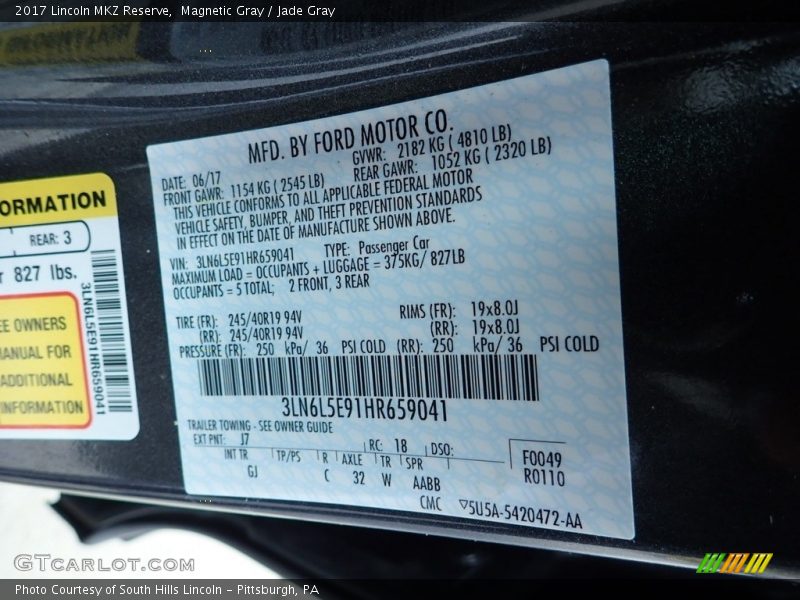 2017 Lincoln MKZ Reserve, Magnetic Gray / Jade Gray
ORMATION
REAR: 3
827 lbs.
EE OWNERS
ANUAL FOR
ADDITIONAL
INFORMATION
3LN6L5E91HR659041
MFD. BY FORD MOTOR CO.
DATE: 06/17 GVWR: 2182 KG ( 4810 LB)
FRONT GAWR: 1154 KG ( 2545 LB) REAR GAWR: 1052 KG ( 2320 LB)
THIS VEHICLE CONFORMS TO ALL APPLICABLE FEDERAL MOTOR
VEHICLE SAFETY, BUMPER, AND THEFT PREVENTION STANDARDS
IN EFFECT ON THE DATE OF MANUFACTURE SHOWN ABOVE.
VIN: 3LN6L5E91HR659041 TYPE: Passenger Car
MAXIMUM LOAD = OCCUPANTS + LUGGAGE = 375KG/ 827LB
OCCUPANTS = 5 TOTAL; 2 FRONT, 3 REAR
TIRE (FR): 245/40R19 94V RIMS (FR): 19x8.0J
(RR): 245/40R19 94V (RR): 19x8.0J
PRESSURE (FR): 250 kPa/ 36 PSI COLD (RR): 250 kPa/ 36 PSI COLD
3LN6L5E91HR659041
TRAILER TOWING - SEE OWNER GUIDE
EXT PNT: J7 RC: 18 DSO:
INT TR TP/PS R AXLE TR SPR F0049
GJ C 32 W AABB R0110
CMC ▽5U5A-5420472-AA
GTCARLOT.COM
Photo Courtesy of South Hills Lincoln – Pittsburgh, PA